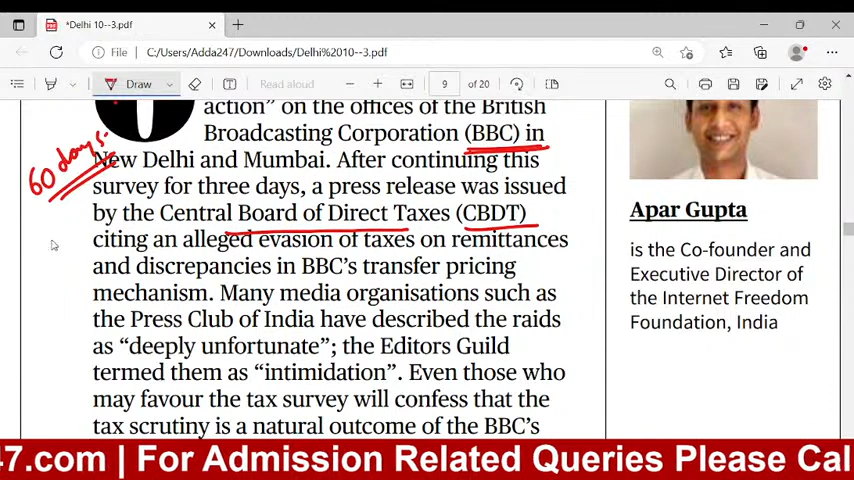 *Delhi 10--3.pdf
File
C:/Users/Adda247/Downloads/Delhi%2010--3.pdf
Draw
Read aloud
9
of 20
action” on the offices of the British
Broadcasting Corporation (BBC) in
New Delhi and Mumbai. After continuing this
survey for three days, a press release was issued
by the Central Board of Direct Taxes (CBDT)
citing an alleged evasion of taxes on remittances
and discrepancies in BBC’s transfer pricing
mechanism. Many media organisations such as
the Press Club of India have described the raids
as “deeply unfortunate”; the Editors Guild
termed them as “intimidation”. Even those who
may favour the tax survey will confess that the
tax scrutiny is a natural outcome of the BBC’s
60 days.
Apar Gupta
is the Co-founder and
Executive Director of
the Internet Freedom
Foundation, India
47.com | For Admission Related Queries Please Cal